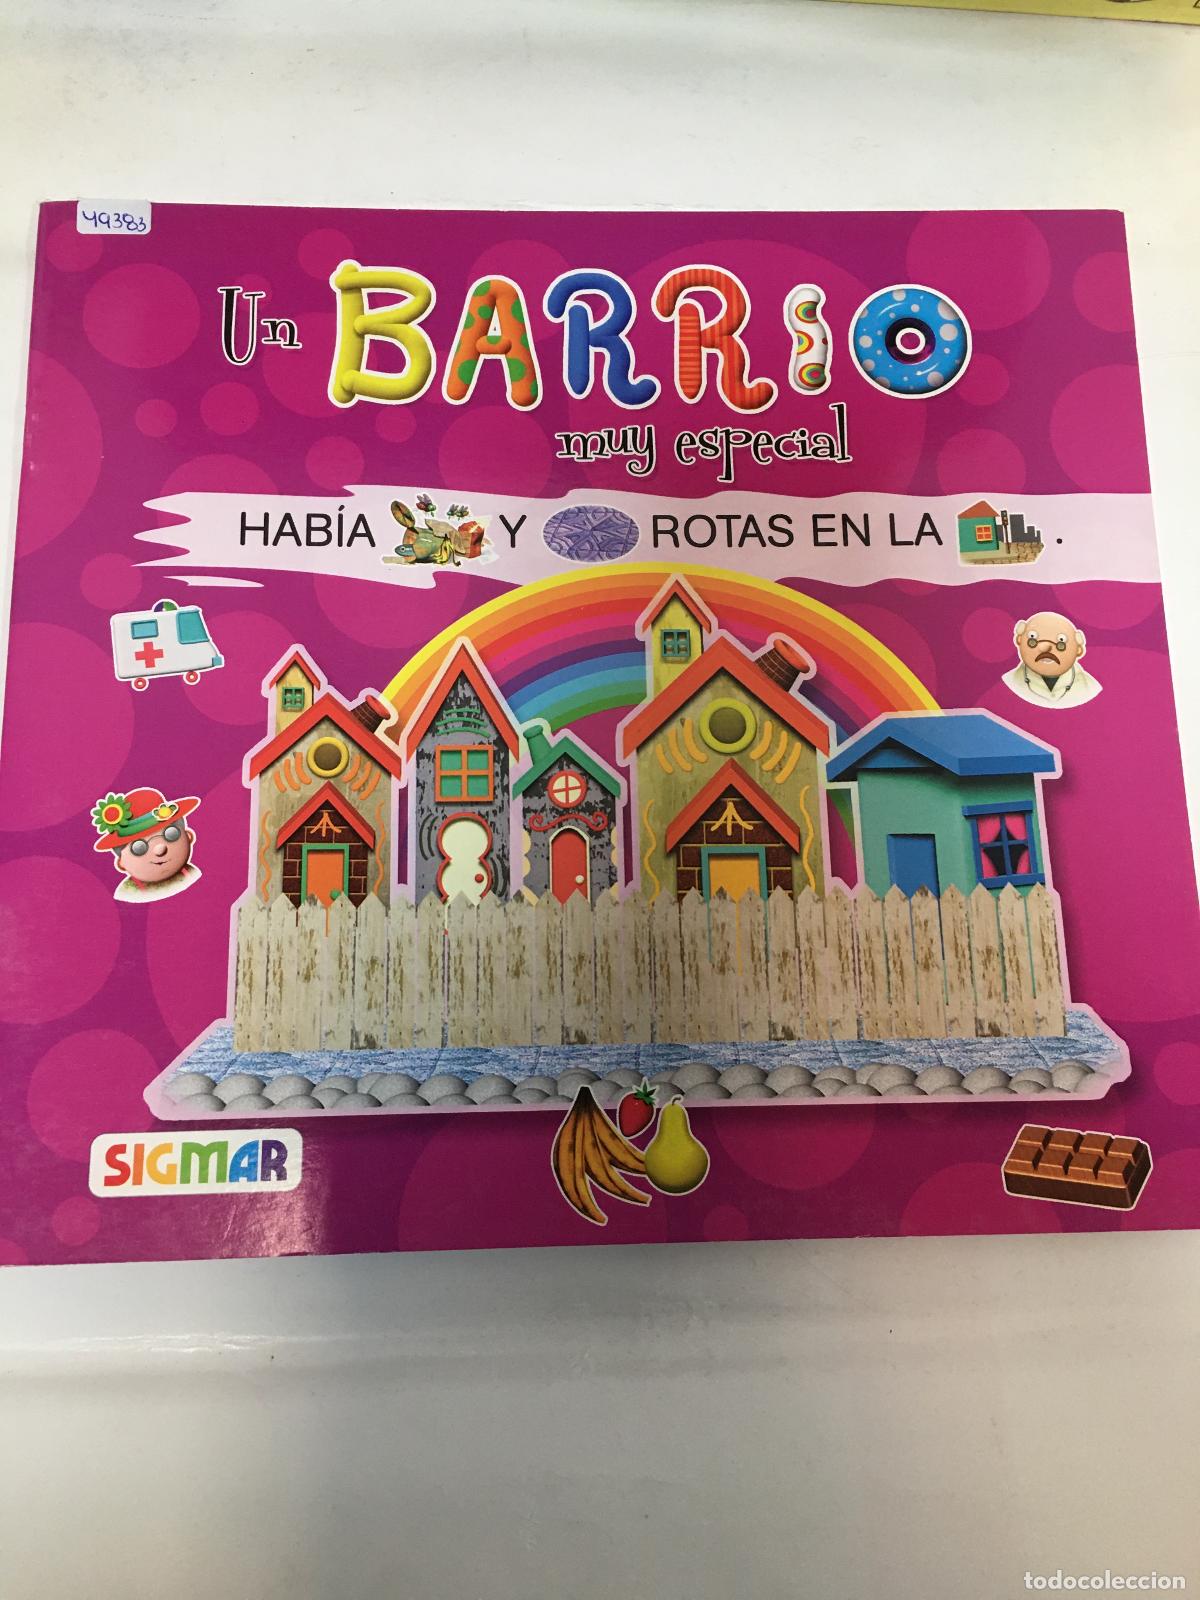 49383
Un BARRIO
muy especial
HABÍA Y ROTAS EN LA .
SIGMAR
todocoleccion